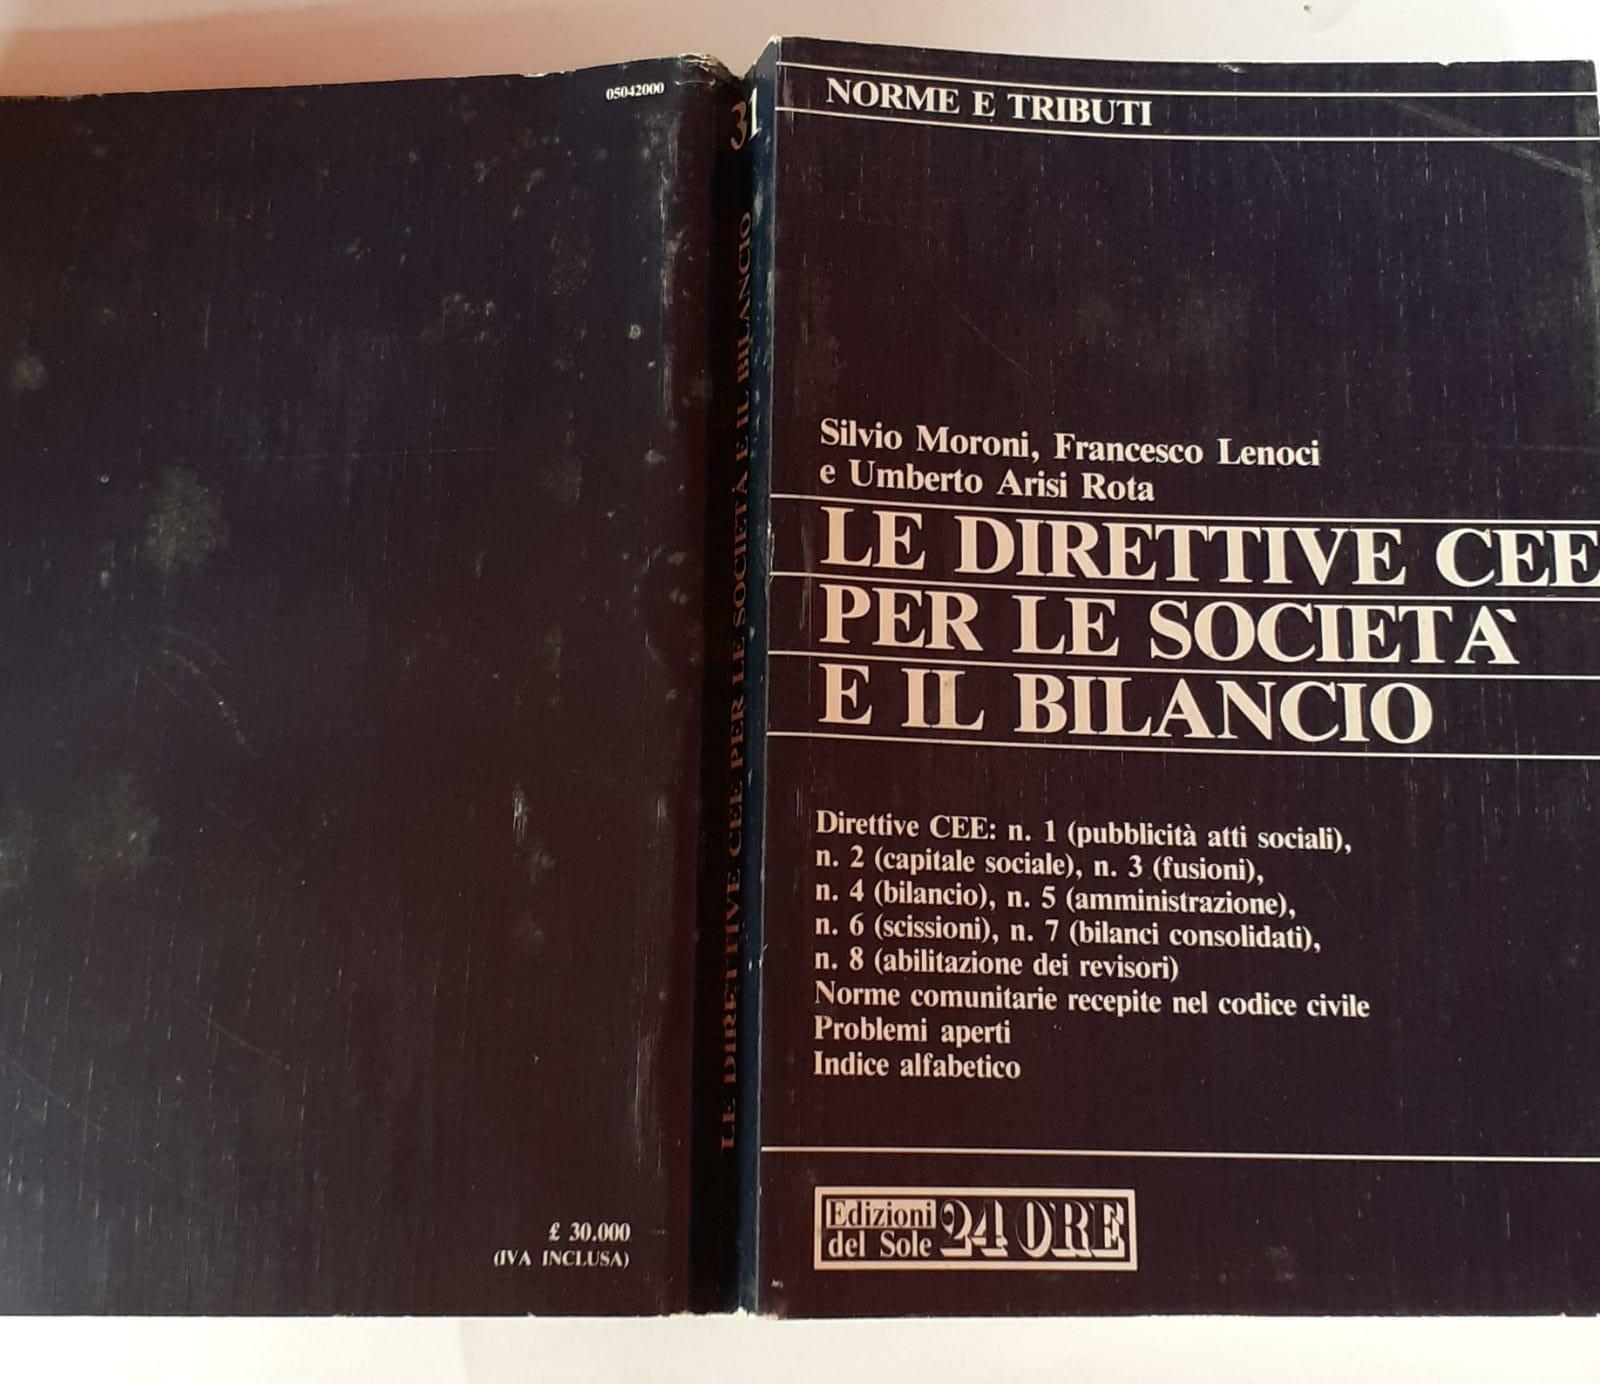 05042000
£ 30.000
(IVA INCLUSA)
31
LE DIRETTIVE CEE PER LE SOCIETÀ E IL BILANCIO
NORME E TRIBUTI
Silvio Moroni, Francesco Lenoci
e Umberto Arisi Rota
LE DIRETTIVE CEE
PER LE SOCIETÀ
E IL BILANCIO
Direttive CEE: n. 1 (pubblicità atti sociali),
n. 2 (capitale sociale), n. 3 (fusioni),
n. 4 (bilancio), n. 5 (amministrazione),
n. 6 (scissioni), n. 7 (bilanci consolidati),
n. 8 (abilitazione dei revisori)
Norme comunitarie recepite nel codice civile
Problemi aperti
Indice alfabetico
Edizioni
del Sole 24 ORE